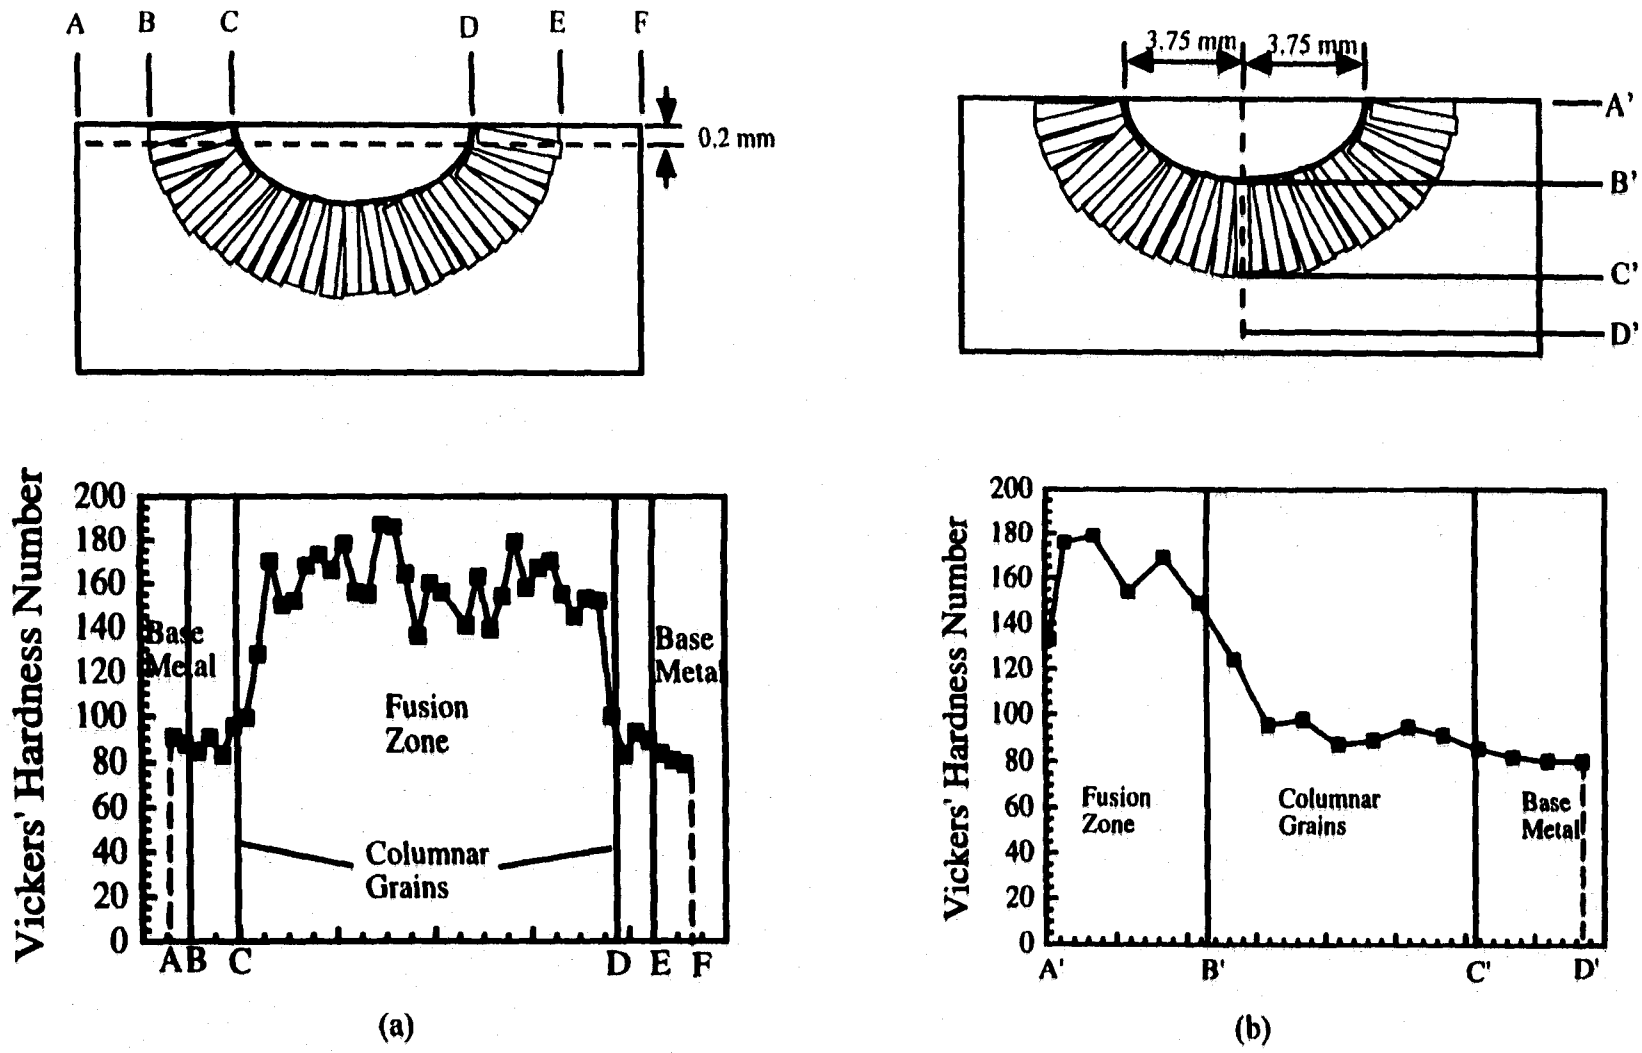 A B C D E F
0.2 mm
3.75 mm 3.75 mm
A'
B'
C'
D'
Vickers' Hardness Number
200
180
160
140
120
100
80
60
40
20
0
Base
Metal
Base
Metal
Fusion
Zone
Columnar
Grains
A B C D E F
(a)
Vickers' Hardness Number
200
180
160
140
120
100
80
60
40
20
0
Fusion
Zone
Columnar
Grains
Base
Metal
A' B' C' D'
(b)